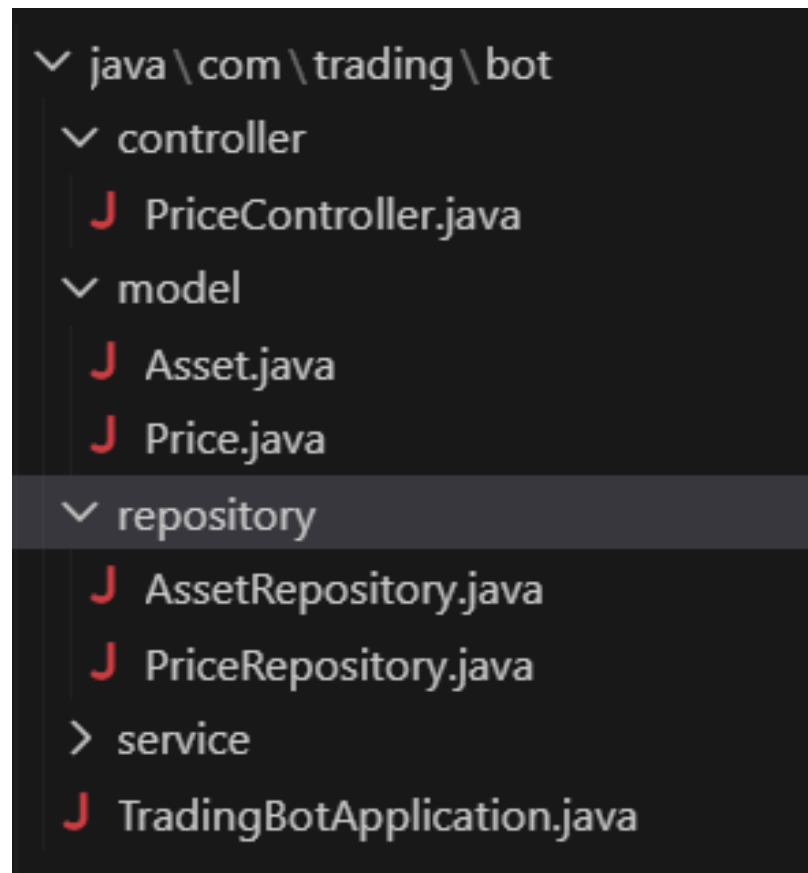 java\com\trading\bot
controller
J PriceController.java
model
J Asset.java
J Price.java
repository
J AssetRepository.java
J PriceRepository.java
service
J TradingBotApplication.java